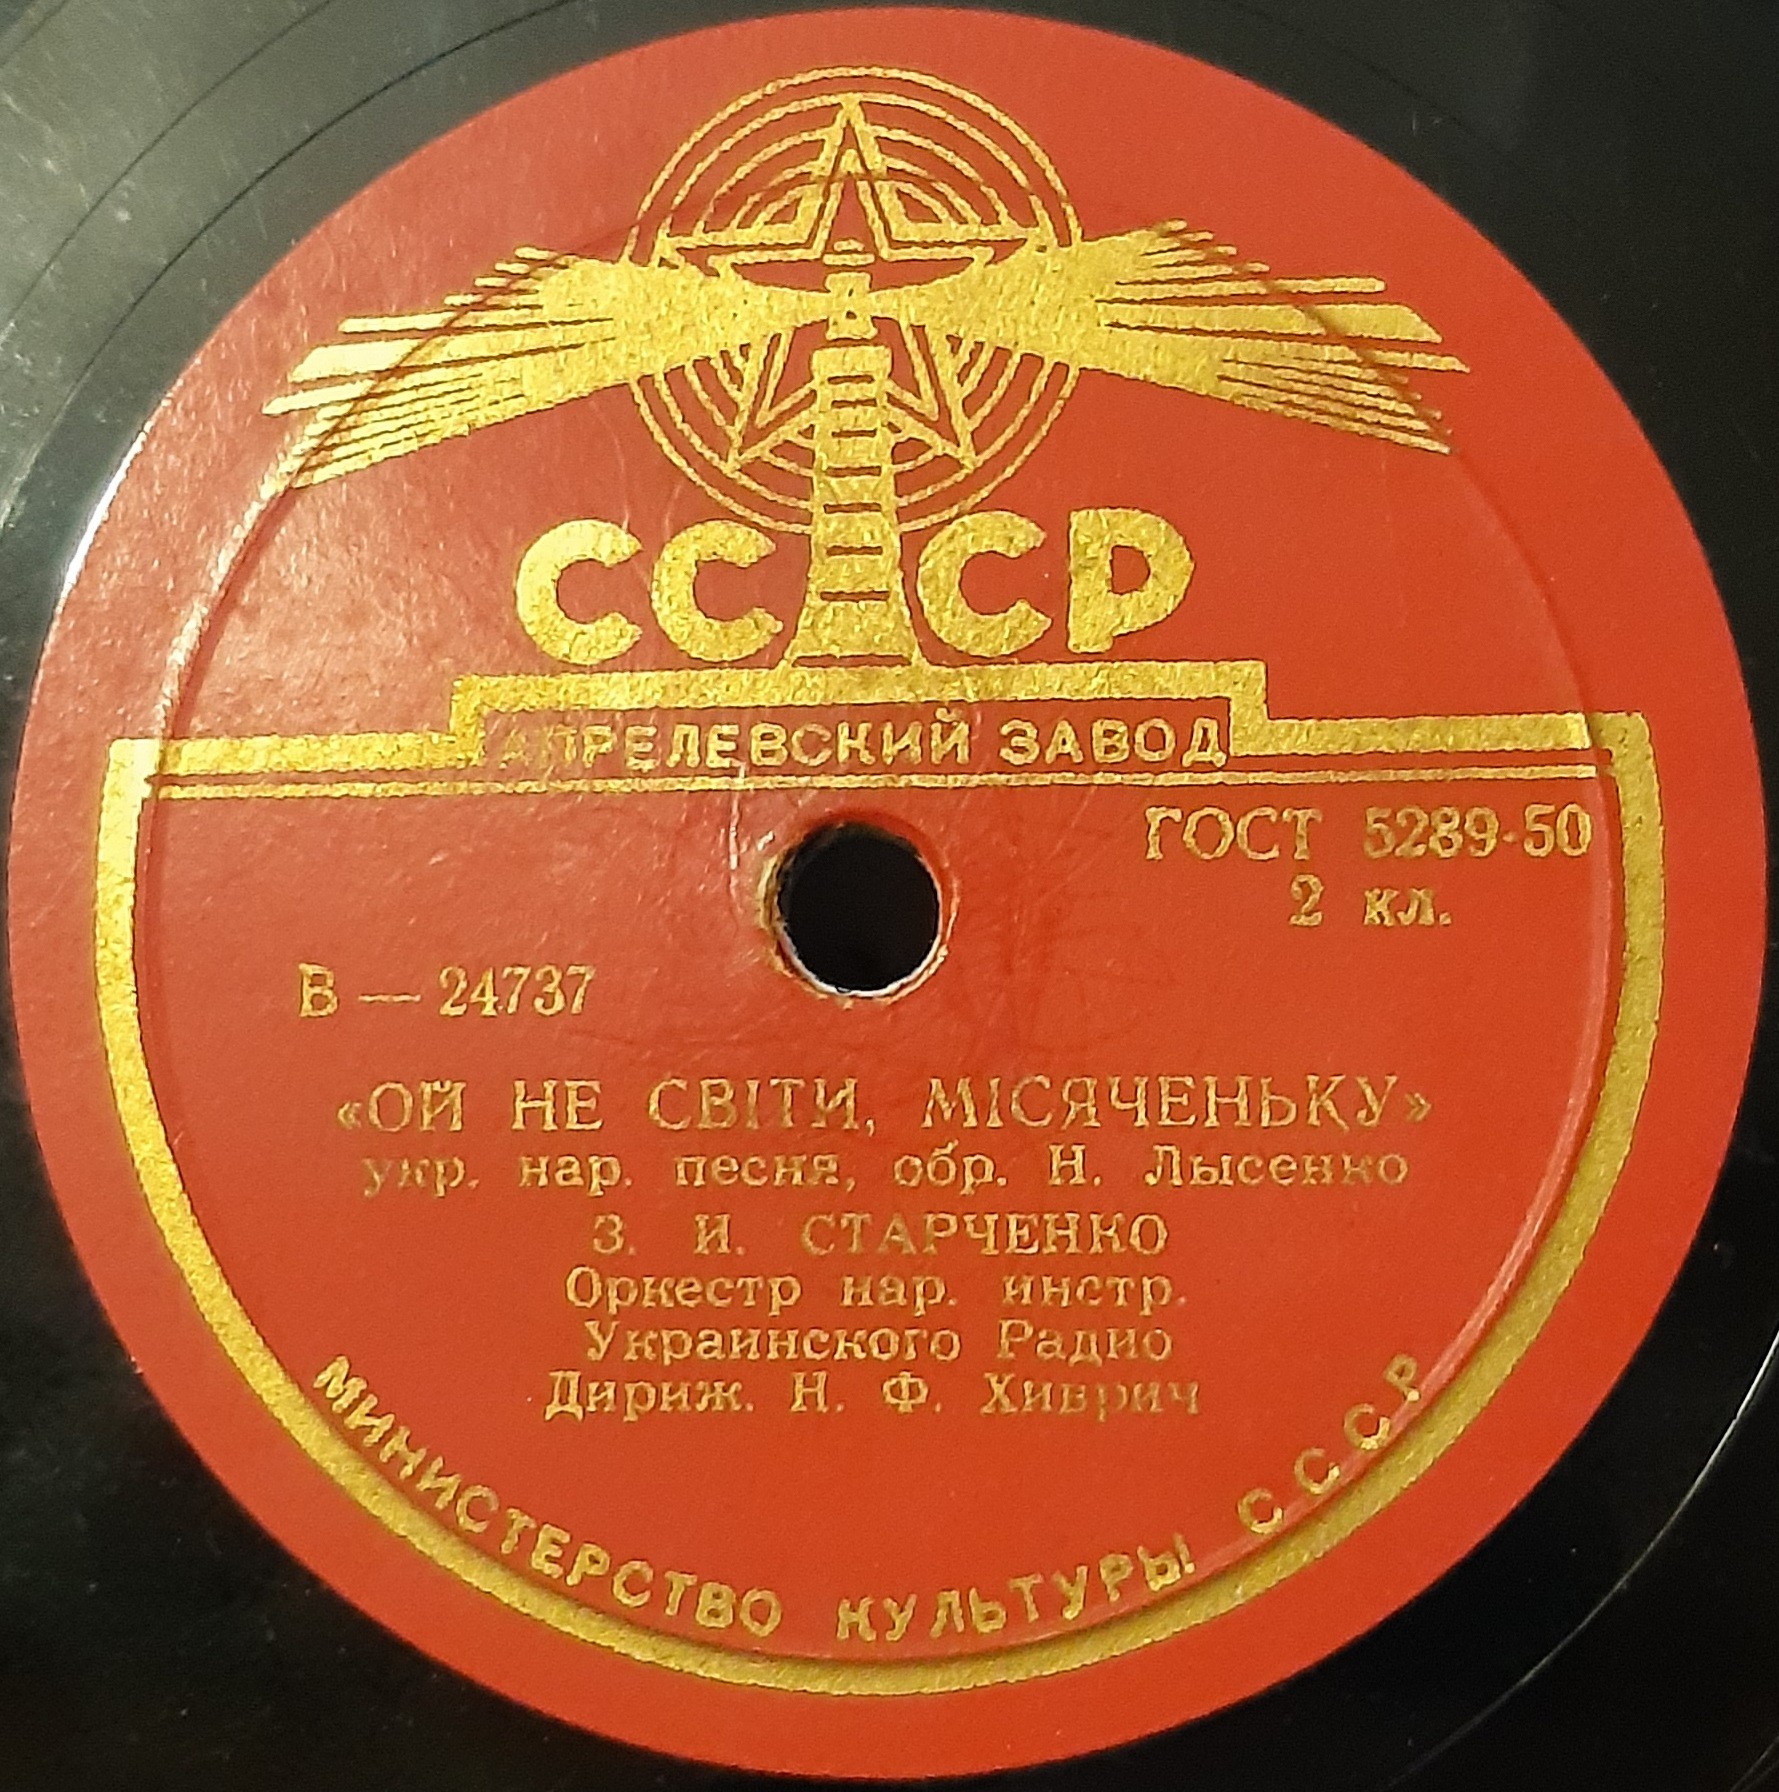 СССР
АПРЕЛЕВСКИЙ ЗАВОД
ГОСТ 5289-50
2 кл.
В — 24737
«ОЙ НЕ СВІТИ, МІСЯЧЕНЬКУ»
укр. нар. песня, обр. Н. Лысенко
З. И. СТАРЧЕНКО
Оркестр нар. инстр.
Украинского Радио
Дириж. Н. Ф. Хиврич
МИНИСТЕРСТВО КУЛЬТУРЫ СССР